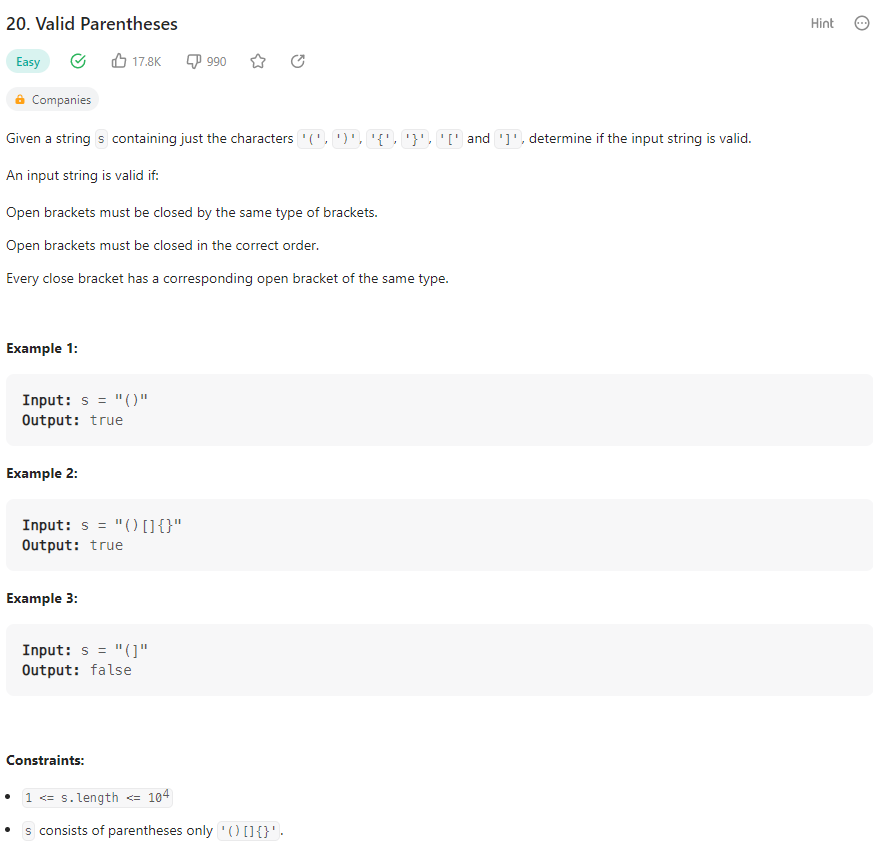 20. Valid Parentheses
Hint
Easy
17.8K
990
Companies
Given a string s containing just the characters '(', ')', '{', '}', '[' and ']', determine if the input string is valid.
An input string is valid if:
Open brackets must be closed by the same type of brackets.
Open brackets must be closed in the correct order.
Every close bracket has a corresponding open bracket of the same type.
Example 1:
Input: s = "()"
Output: true
Example 2:
Input: s = "()[]{}"
Output: true
Example 3:
Input: s = "(]"
Output: false
Constraints:
• 1 <= s.length <= 10⁴
• s consists of parentheses only '()[]{}'.